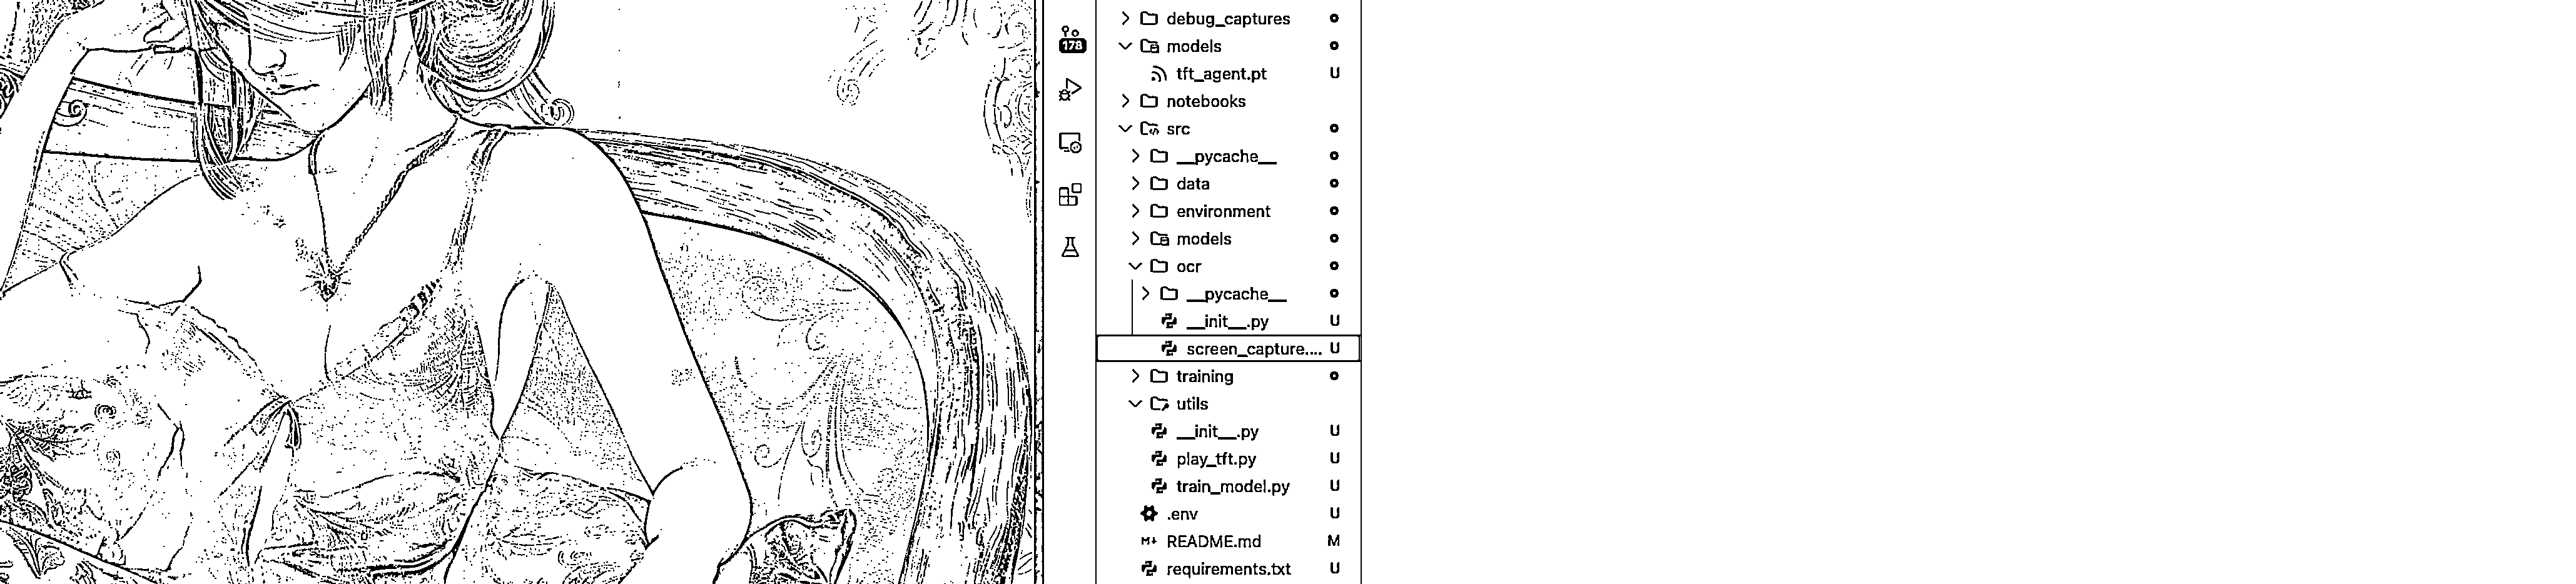 178
debug_captures
models
tft_agent.pt U
notebooks
src
__pycache__
data
environment
models
ocr
__pycache__
__init__.py U
screen_capture.... U
training
utils
__init__.py U
play_tft.py U
train_model.py U
.env U
README.md M
requirements.txt U